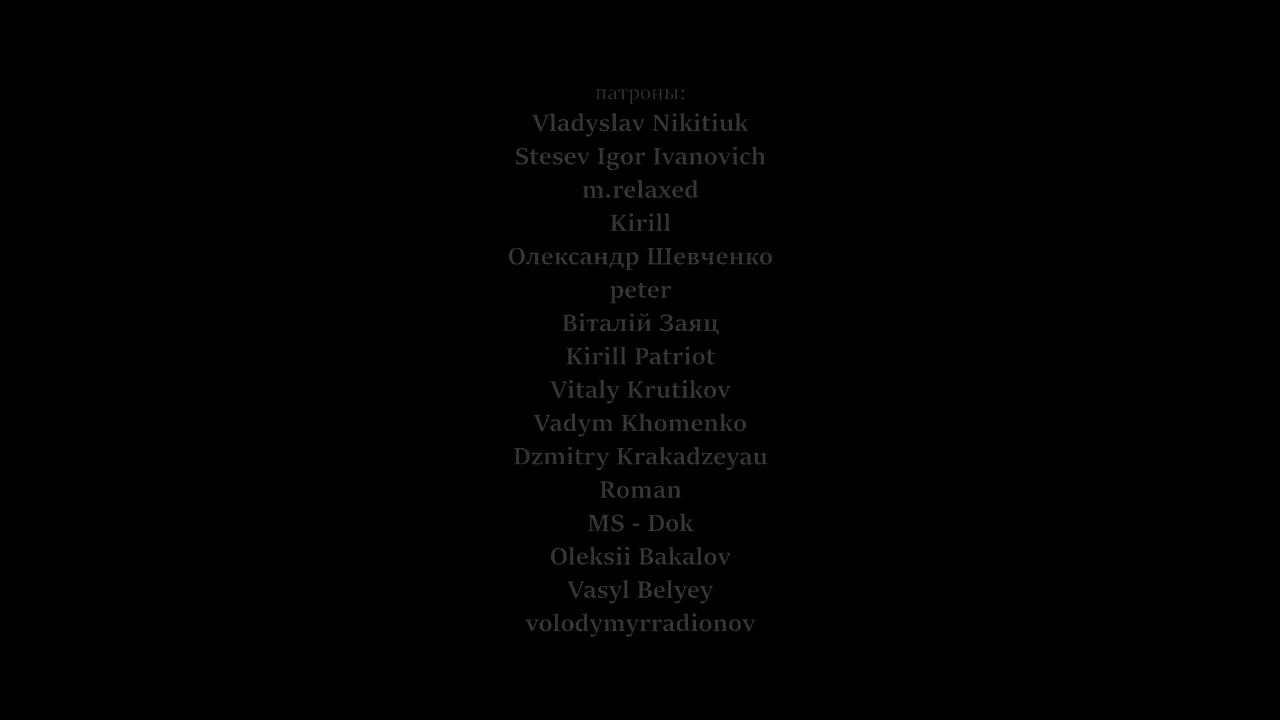 патроны:
Vladyslav Nikitiuk
Stesev Igor Ivanovich
m.relaxed
Kirill
Олександр Шевченко
peter
Віталій Заяц
Kirill Patriot
Vitaly Krutikov
Vadym Khomenko
Dzmitry Krakadzeyau
Roman
MS - Dok
Oleksii Bakalov
Vasyl Belyey
volodymyrradionov